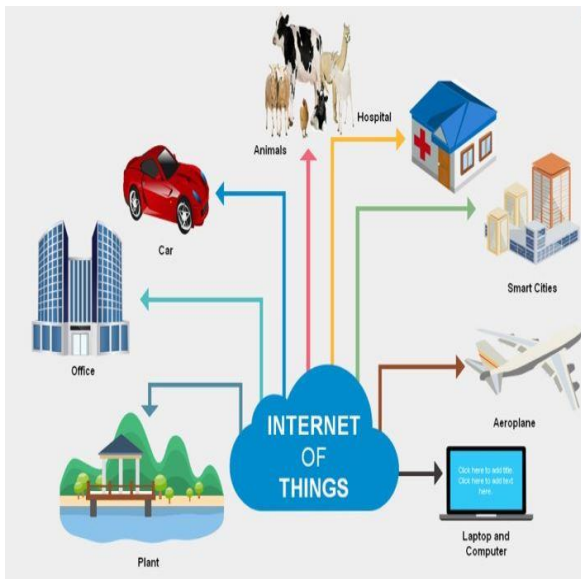 Hospital
Animals
Car
Smart Cities
Office
Aeroplane
INTERNET
OF
THINGS
Click here to add title.
Click here to add text
here.
Laptop and
Computer
Plant